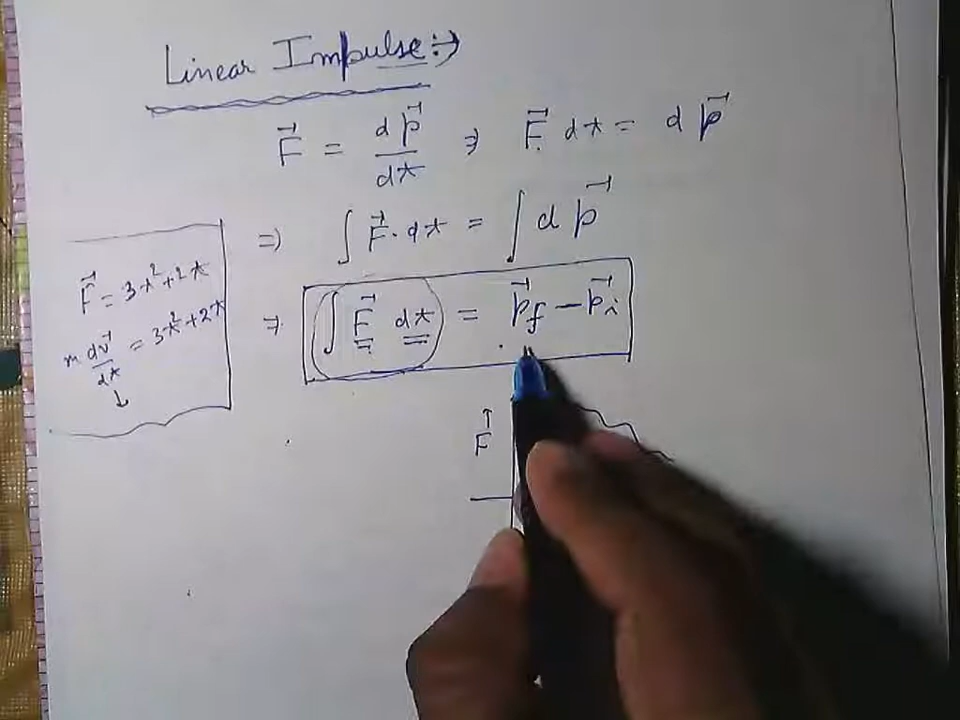 Linear Impulse :→
F⃗ = dp⃗/dt ⇒ F⃗. dt = dp⃗
⇒ ∫ F⃗. dt = ∫ dp⃗
⇒ ∫ F⃗ dt = p⃗f − p⃗i
F⃗ = 3t²+2t
m dv⃗/dt = 3t²+2t
↓
F ↑